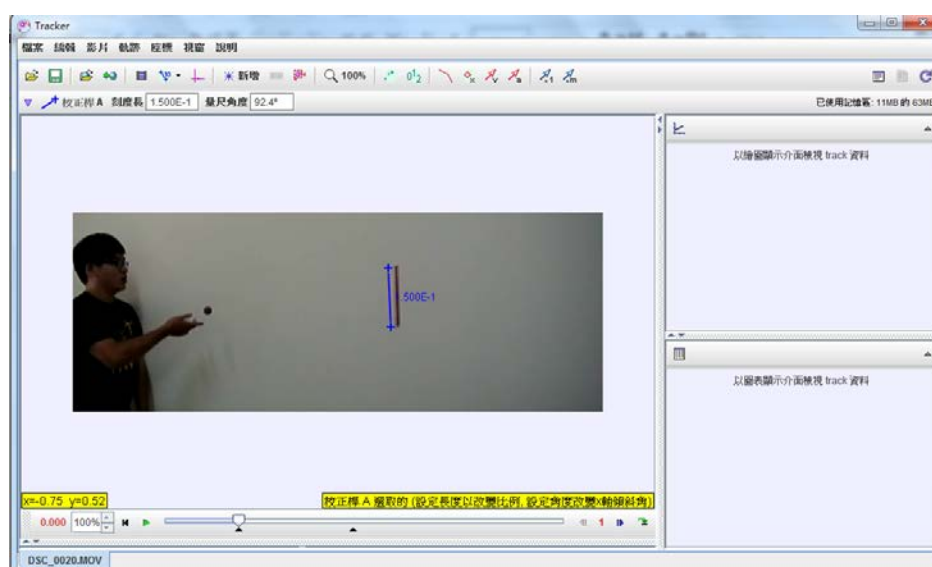 Tracker
檔案 編輯 影片 軌跡 座標 視窗 說明
新增 100%
校正桿 A 刻度長 1.500E-1 量尺角度 92.4° 已使用記憶區: 11MB 的 63MB
以繪圖顯示介面檢視 track 資料
.500E-1
以圖表顯示介面檢視 track 資料
x=-0.75 y=0.52 校正桿 A 選取的 (設定長度以改變比例, 設定角度改變x軸傾斜角)
0.000 100% 1
DSC_0020.MOV